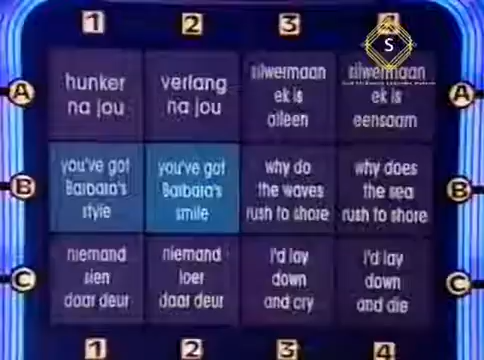 1 2 3 4
A hunker na jou verlang na jou silwermaan ek is alleen silwermaan ek is eensaam A
B you've got Barbara's style you've got Barbara's smile why do the waves rush to shore why does the sea rush to shore B
C niemand sien daar deur niemand loer daar deur i'd lay down and cry i'd lay down and die C
1 2 3 4
S